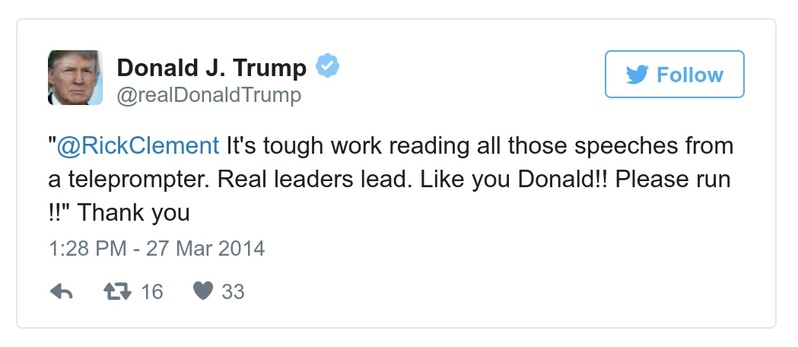 Donald J. Trump
@realDonaldTrump
Follow
"@RickClement It's tough work reading all those speeches from
a teleprompter. Real leaders lead. Like you Donald!! Please run
!!" Thank you
1:28 PM - 27 Mar 2014
16 33